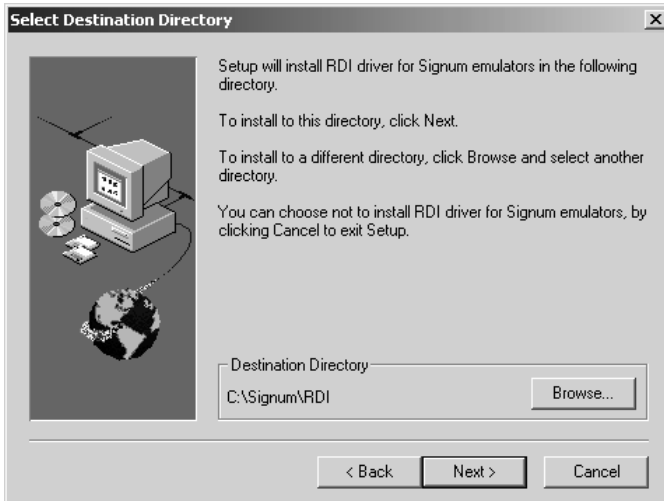 Select Destination Directory
Setup will install RDI driver for Signum emulators in the following
directory.
To install to this directory, click Next.
To install to a different directory, click Browse and select another
directory.
You can choose not to install RDI driver for Signum emulators, by
clicking Cancel to exit Setup.
Destination Directory
C:\Signum\RDI
Browse...
< Back
Next >
Cancel